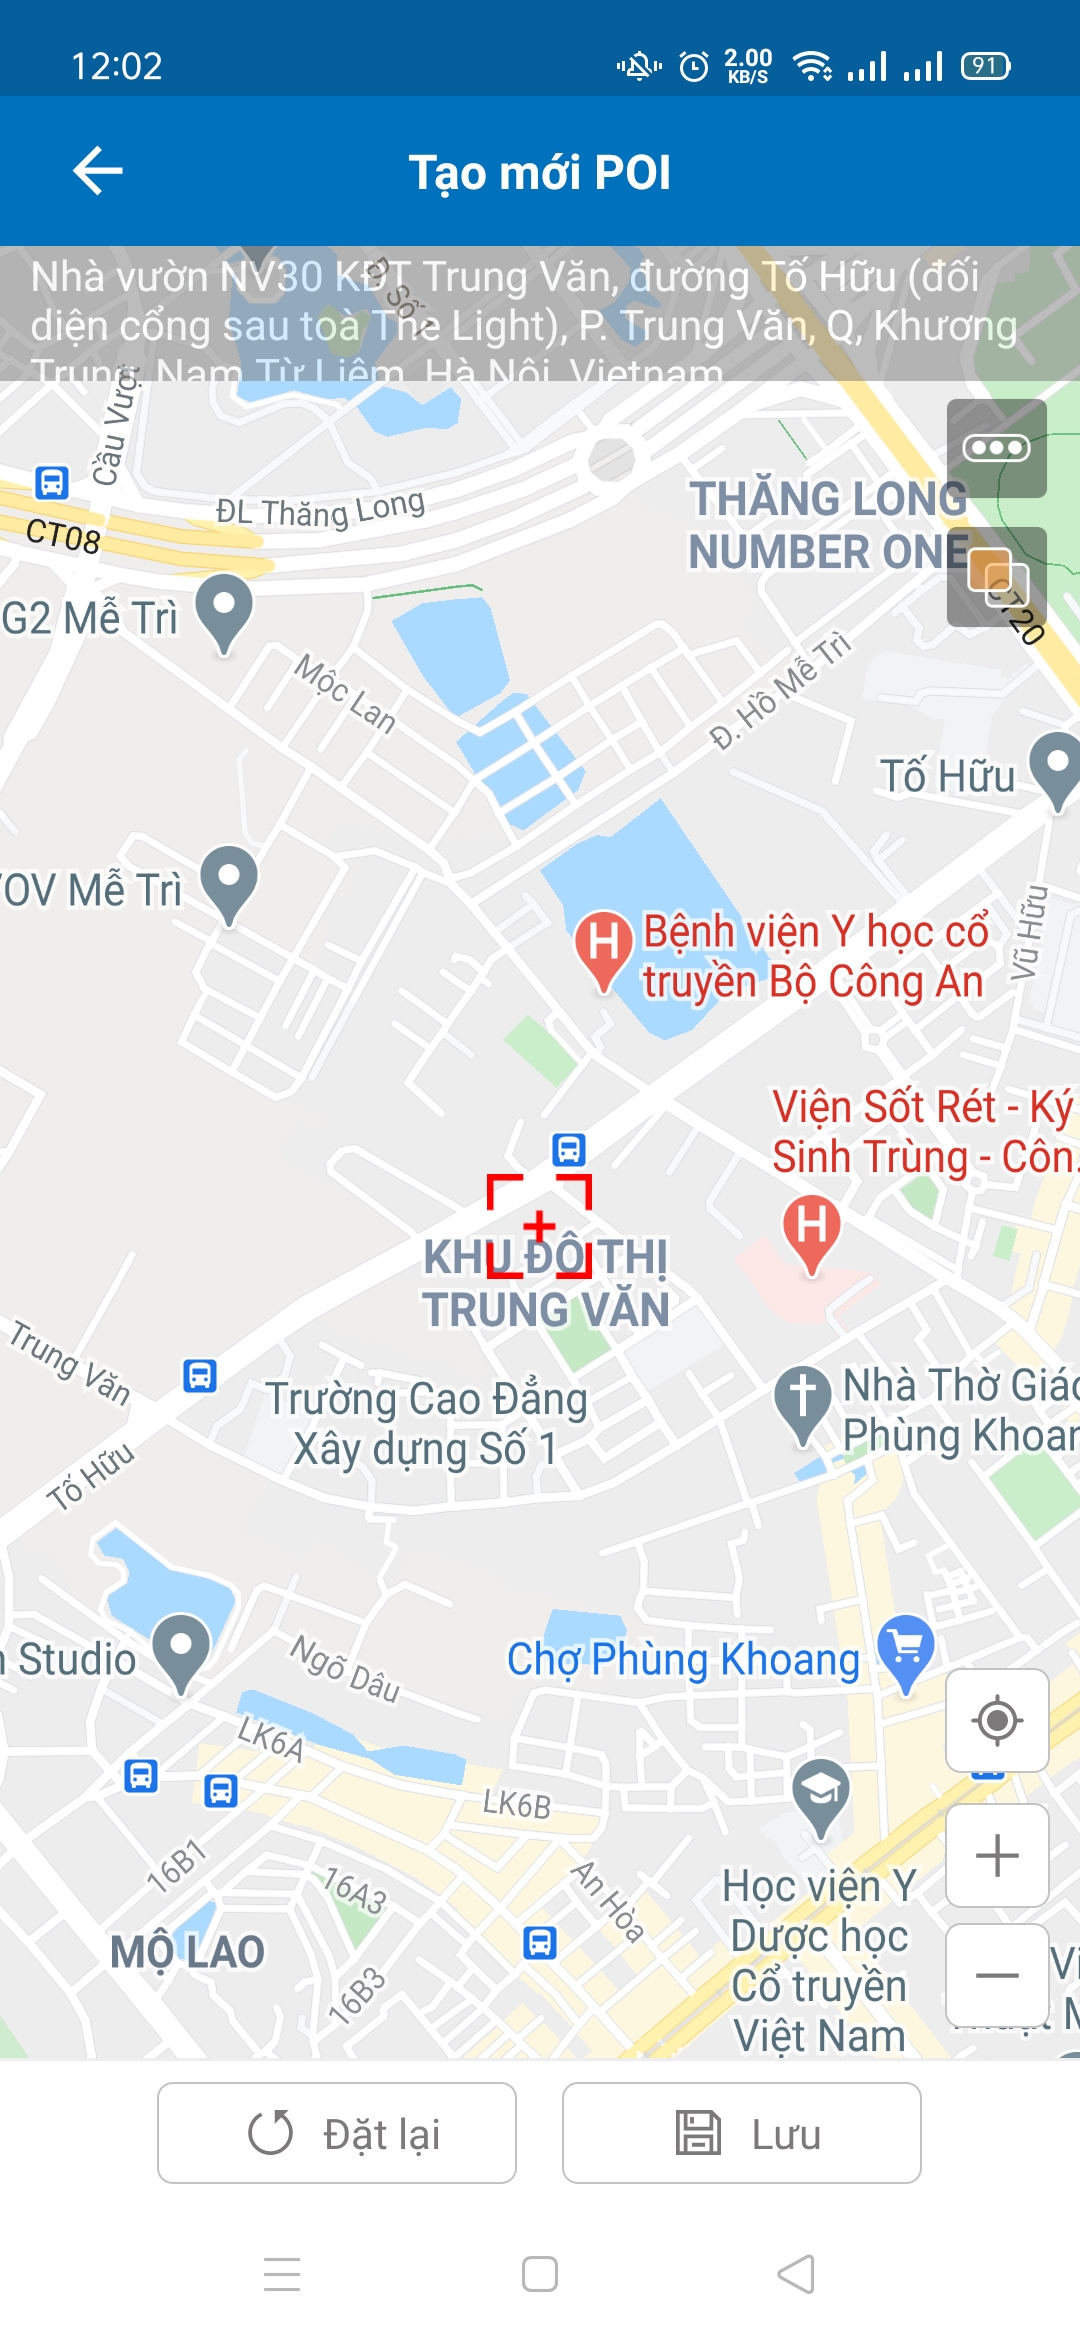 12:02
2.00
KB/S
91
Tạo mới POI
Nhà vườn NV30 KĐT Trung Văn, đường Tố Hữu (đối
diện cổng sau toà The Light), P. Trung Văn, Q, Khương
Trung, Nam Từ Liêm, Hà Nội, Vietnam
Đ. Số 1
Cầu Vượt
ĐL Thăng Long
CT08
THĂNG LONG
NUMBER ONE
CT20
G2 Mễ Trì
Mộc Lan
Đ. Hồ Mễ Trì
Tố Hữu
VOV Mễ Trì
Vũ Hữu
Bệnh viện Y học cổ
truyền Bộ Công An
Viện Sốt Rét - Ký
Sinh Trùng - Côn.
KHU ĐÔ THỊ
TRUNG VĂN
Trung Văn
Trường Cao Đẳng
Xây dựng Số 1
Nhà Thờ Giáo
Phùng Khoan
Tố Hữu
Studio
Ngõ Dâu
Chợ Phùng Khoang
LK6A
LK6B
16B1
16A3
An Hòa
Học viện Y
Dược học
Cổ truyền
Việt Nam
MỘ LAO
16B3
Đặt lại
Lưu